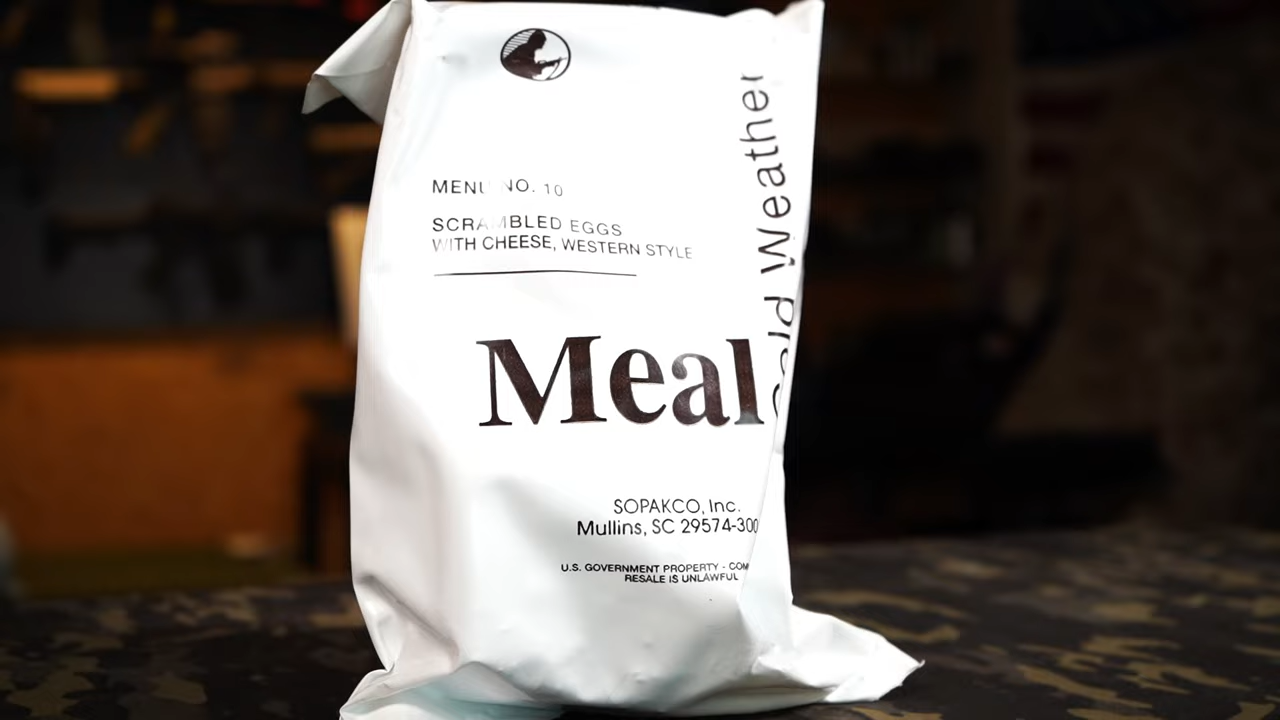 MENU NO. 10
SCRAMBLED EGGS
WITH CHEESE, WESTERN STYLE
Meal
Cold Weather
SOPAKCO, Inc.
Mullins, SC 29574-300
U.S. GOVERNMENT PROPERTY - COM
RESALE IS UNLAWFUL